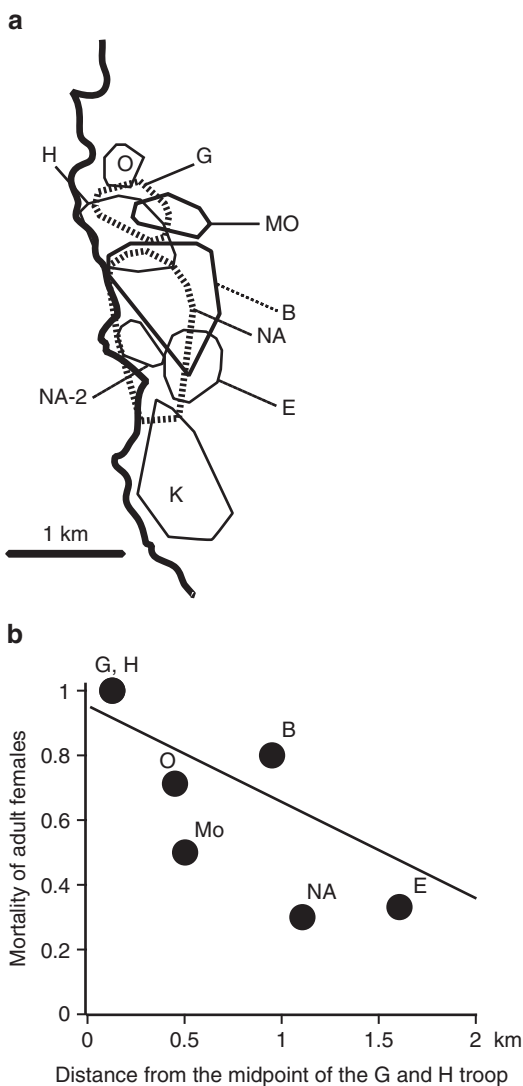 a
H
O
G
MO
B
NA
NA-2
E
K
1 km
b
G, H
1
B
0.8
O
0.6
Mo
0.4
NA
E
0.2
0
Mortality of adult females
0 0.5 1 1.5 2 km
Distance from the midpoint of the G and H troop